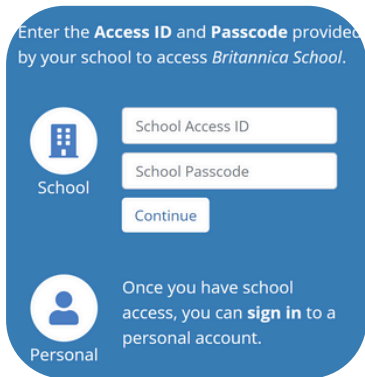 Enter the Access ID and Passcode provided
by your school to access Britannica School.
School Access ID
School Passcode
School
Continue
Once you have school
access, you can sign in to a
personal account.
Personal